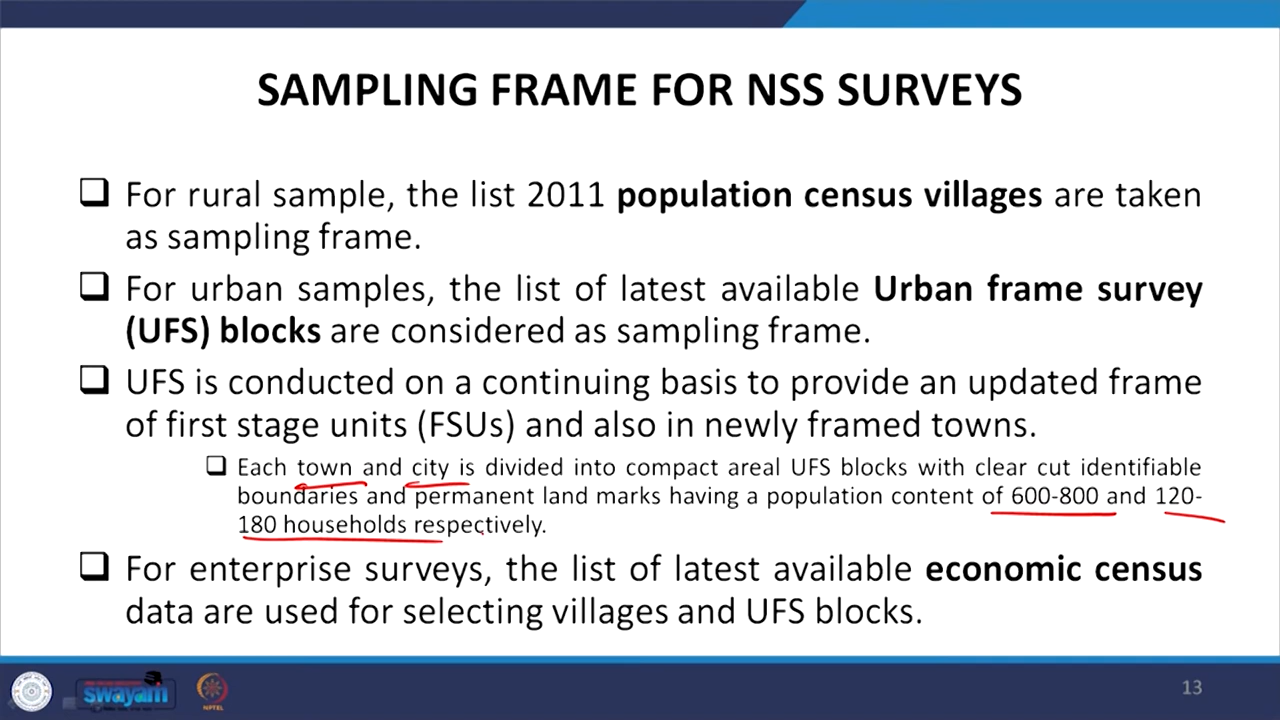 SAMPLING FRAME FOR NSS SURVEYS
For rural sample, the list 2011 population census villages are taken
as sampling frame.
For urban samples, the list of latest available Urban frame survey
(UFS) blocks are considered as sampling frame.
UFS is conducted on a continuing basis to provide an updated frame
of first stage units (FSUs) and also in newly framed towns.
Each town and city is divided into compact areal UFS blocks with clear cut identifiable
boundaries and permanent land marks having a population content of 600-800 and 120-
180 households respectively.
For enterprise surveys, the list of latest available economic census
data are used for selecting villages and UFS blocks.
swayam
NPTEL
13